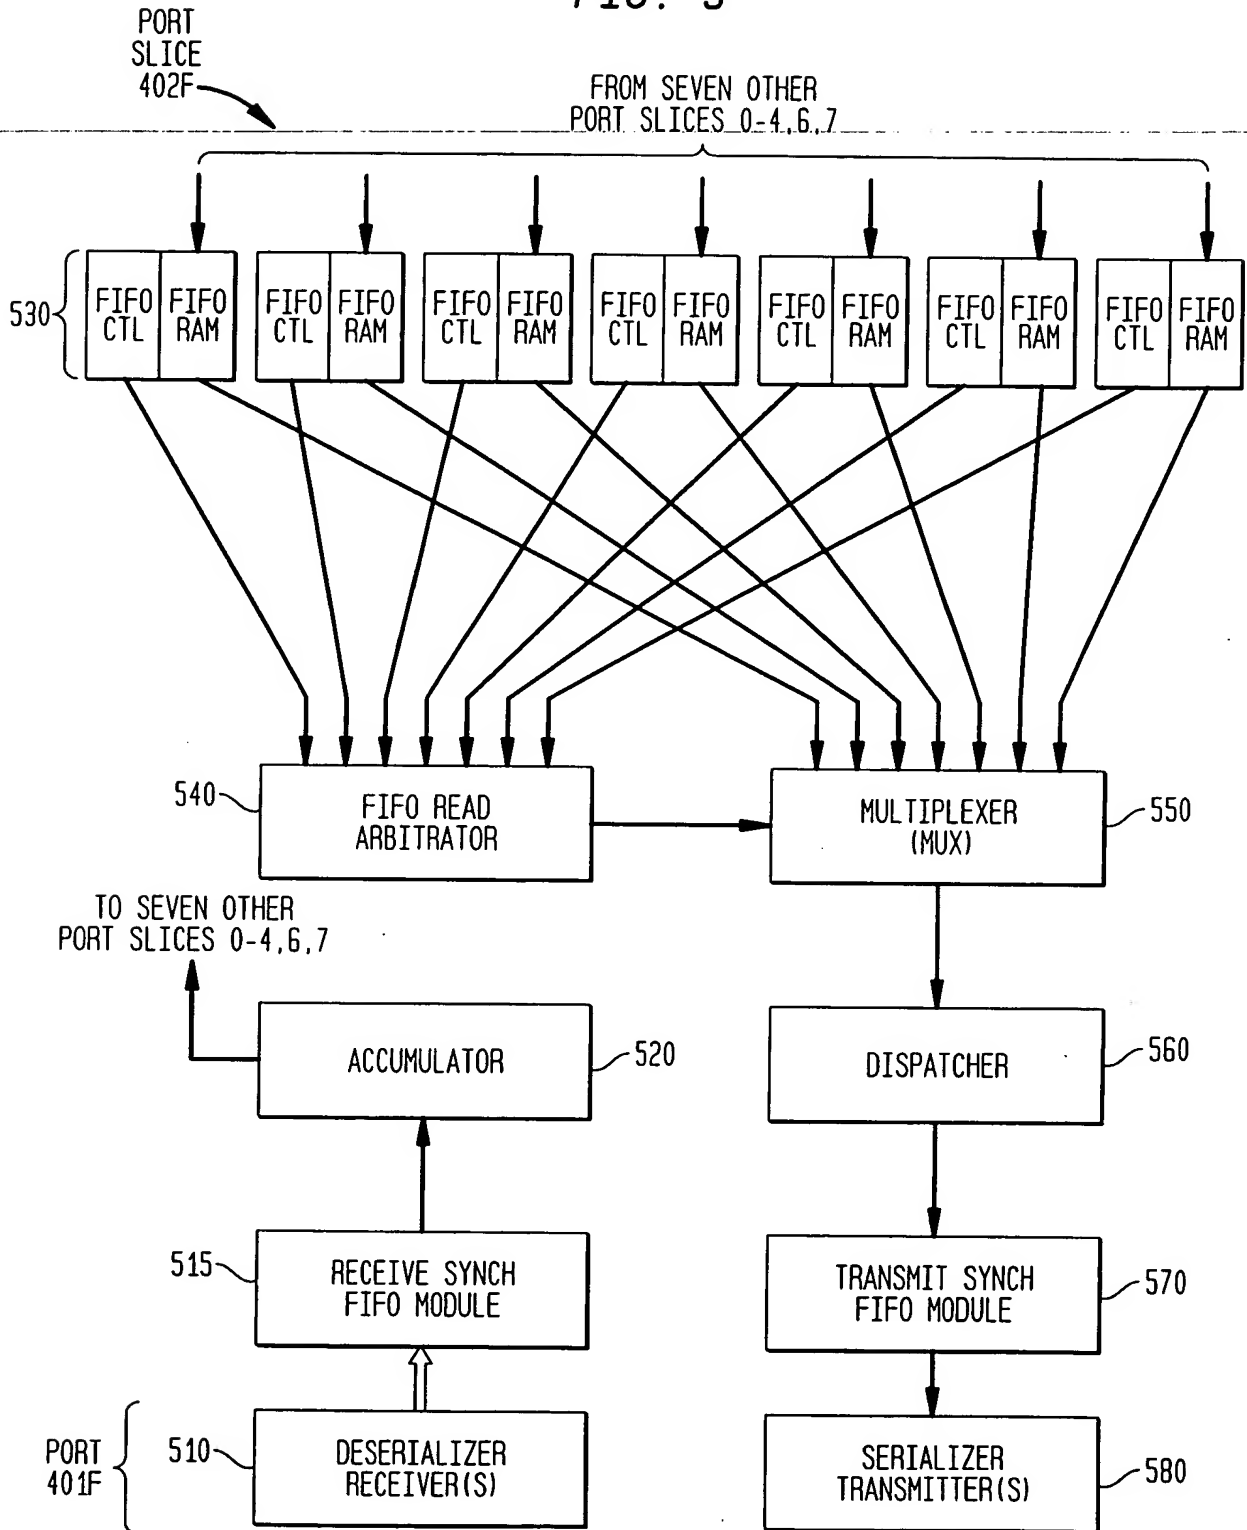 PORT
SLICE
402F
FROM SEVEN OTHER
PORT SLICES 0-4,6,7
530
FIFO CTL
FIFO RAM
FIFO CTL
FIFO RAM
FIFO CTL
FIFO RAM
FIFO CTL
FIFO RAM
FIFO CTL
FIFO RAM
FIFO CTL
FIFO RAM
FIFO CTL
FIFO RAM
540
FIFO READ
ARBITRATOR
MULTIPLEXER
(MUX)
550
TO SEVEN OTHER
PORT SLICES 0-4,6,7
ACCUMULATOR
520
DISPATCHER
560
515
RECEIVE SYNCH
FIFO MODULE
TRANSMIT SYNCH
FIFO MODULE
570
PORT
401F
510
DESERIALIZER
RECEIVER(S)
SERIALIZER
TRANSMITTER(S)
580